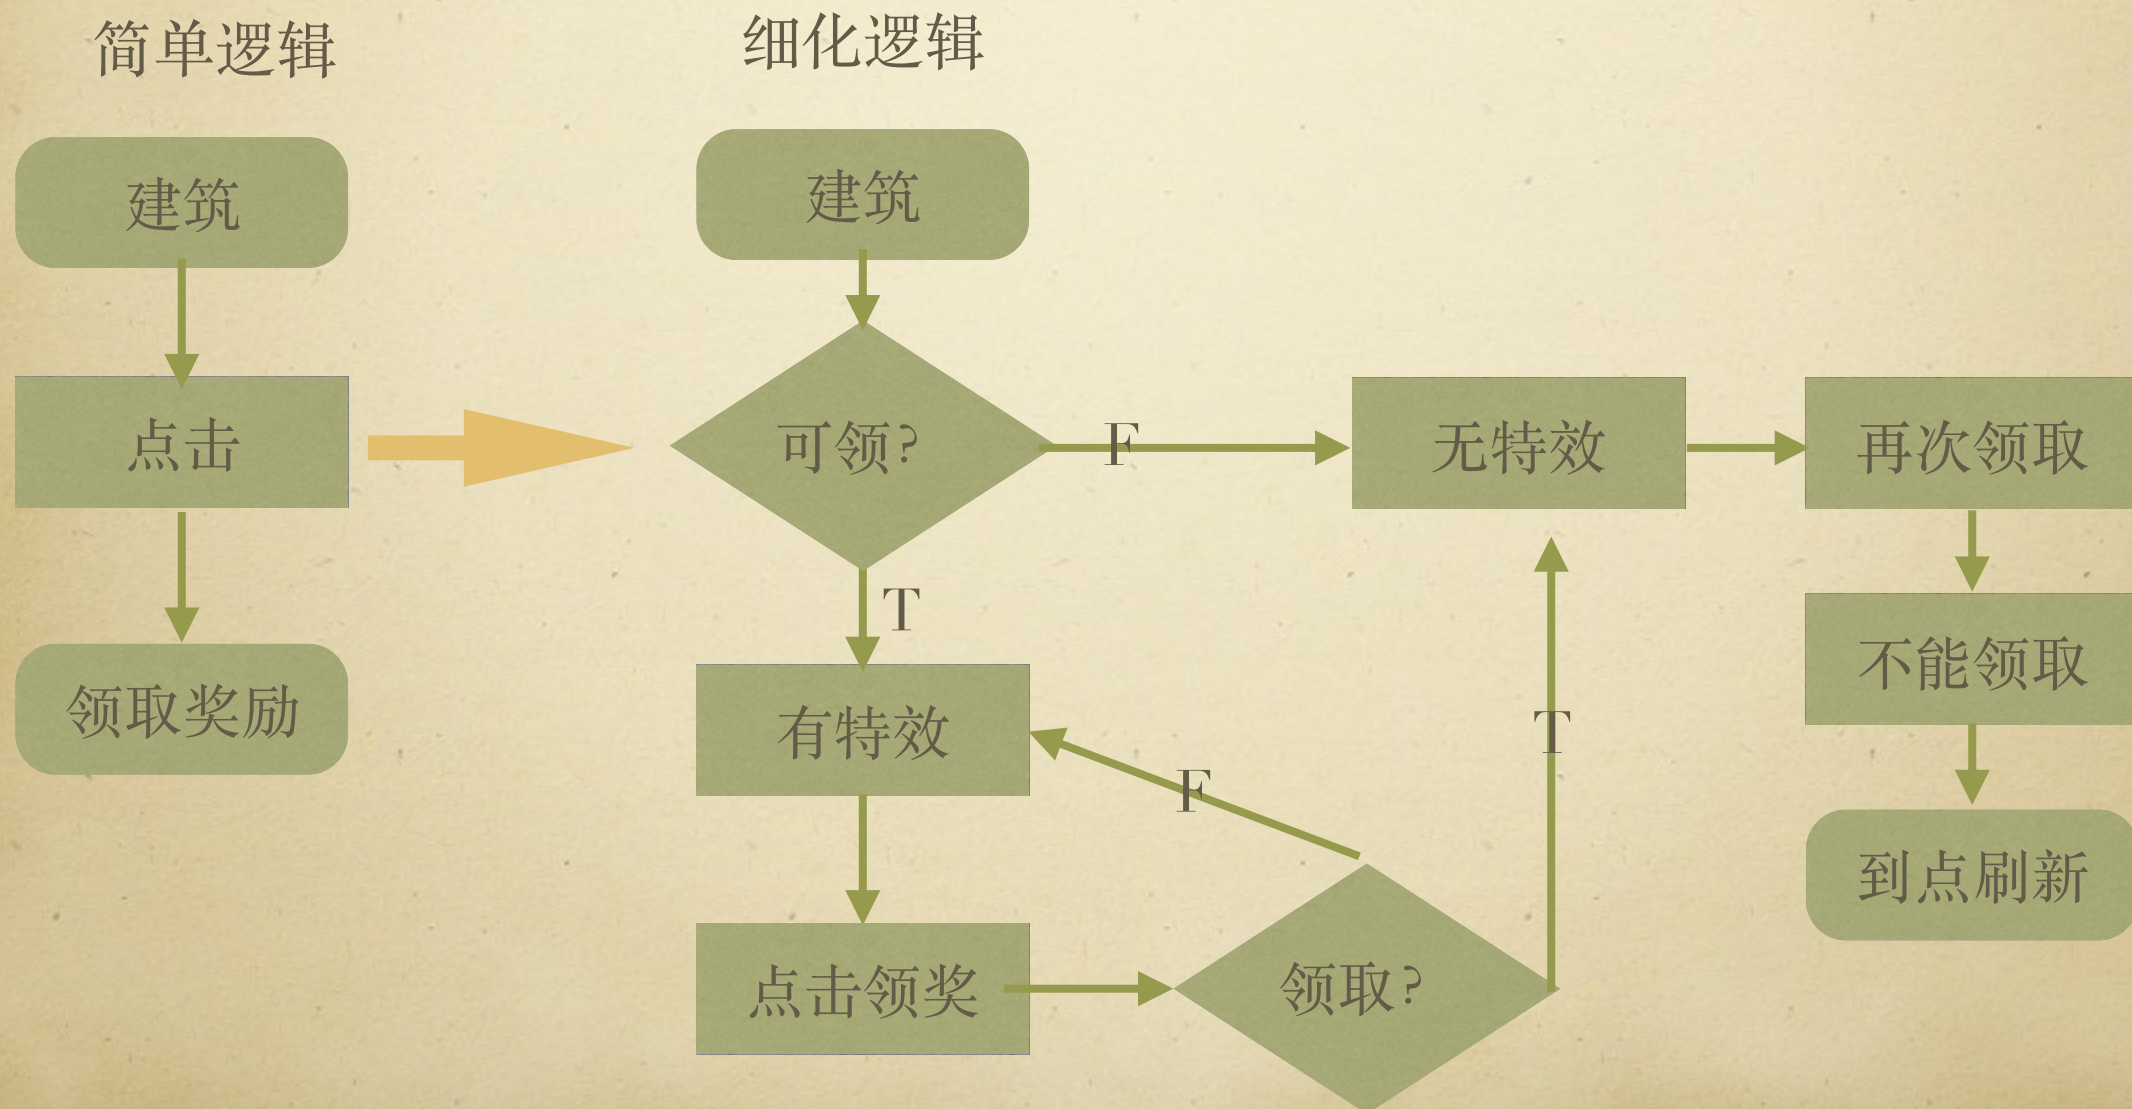 简单逻辑
建筑
点击
领取奖励
细化逻辑
建筑
可领?
F
无特效
再次领取
T
不能领取
有特效
F
T
到点刷新
点击领奖
领取?